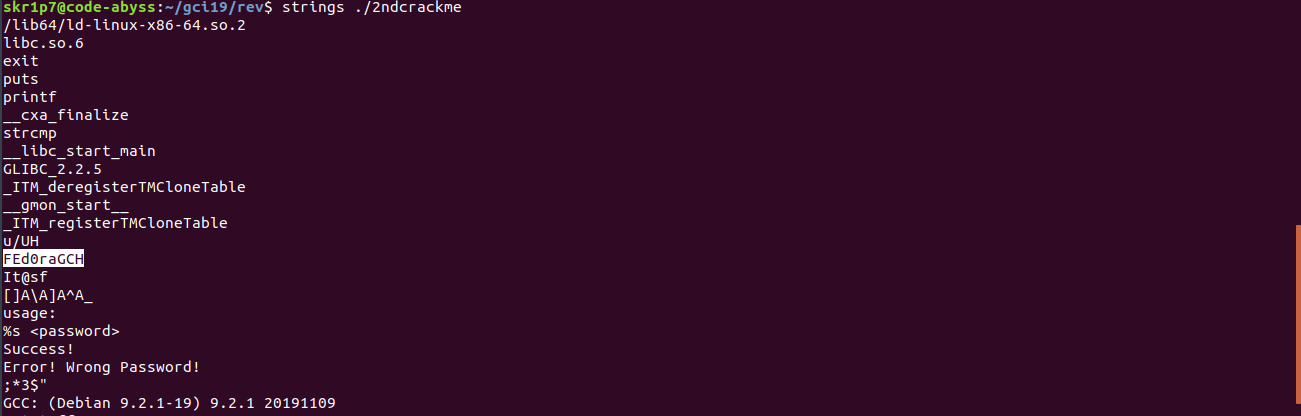 skr1p7@code-abyss:~/gci19/rev$ strings ./2ndcrackme
/lib64/ld-linux-x86-64.so.2
libc.so.6
exit
puts
printf
__cxa_finalize
strcmp
__libc_start_main
GLIBC_2.2.5
_ITM_deregisterTMCloneTable
__gmon_start__
_ITM_registerTMCloneTable
u/UH
FEd0raGCH
It@sf
[]A\A]A^A_
usage:
%s <password>
Success!
Error! Wrong Password!
;*3$"
GCC: (Debian 9.2.1-19) 9.2.1 20191109